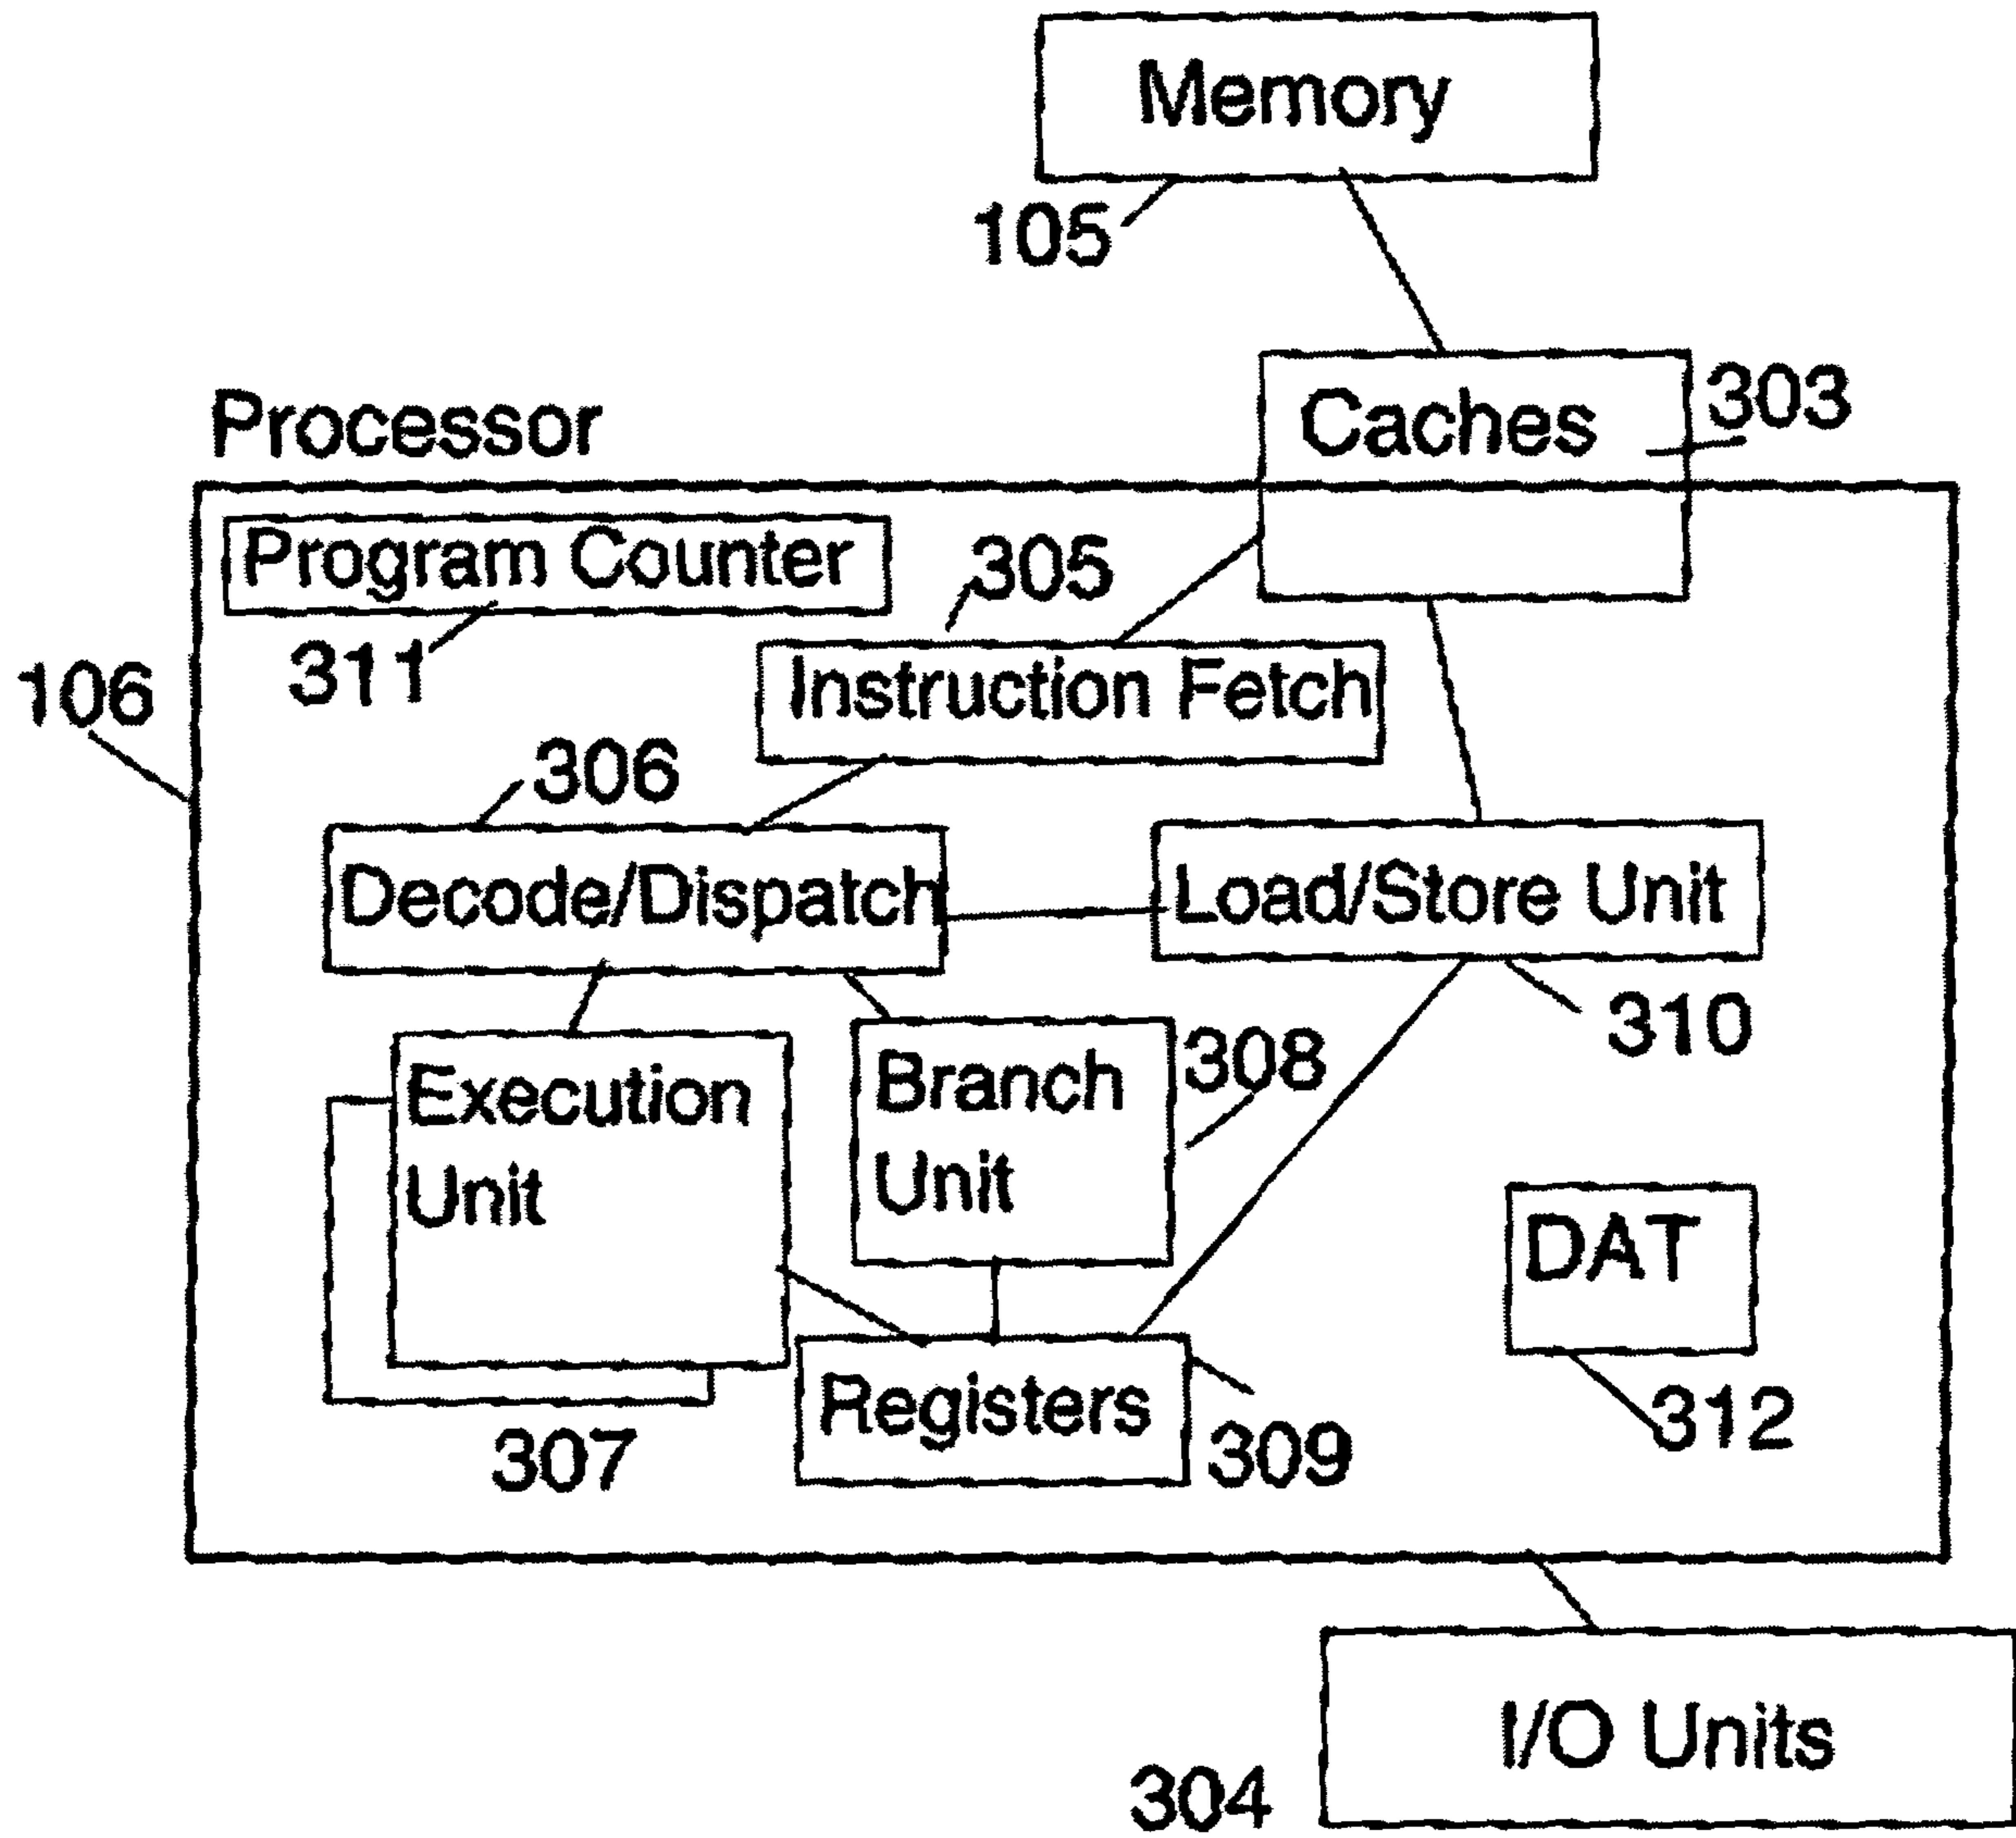 Memory
105
Caches
303
Processor
Program Counter
311
305
Instruction Fetch
106
306
Decode/Dispatch
Load/Store Unit
310
Execution
Unit
307
Branch
Unit
308
DAT
312
Registers
309
I/O Units
304